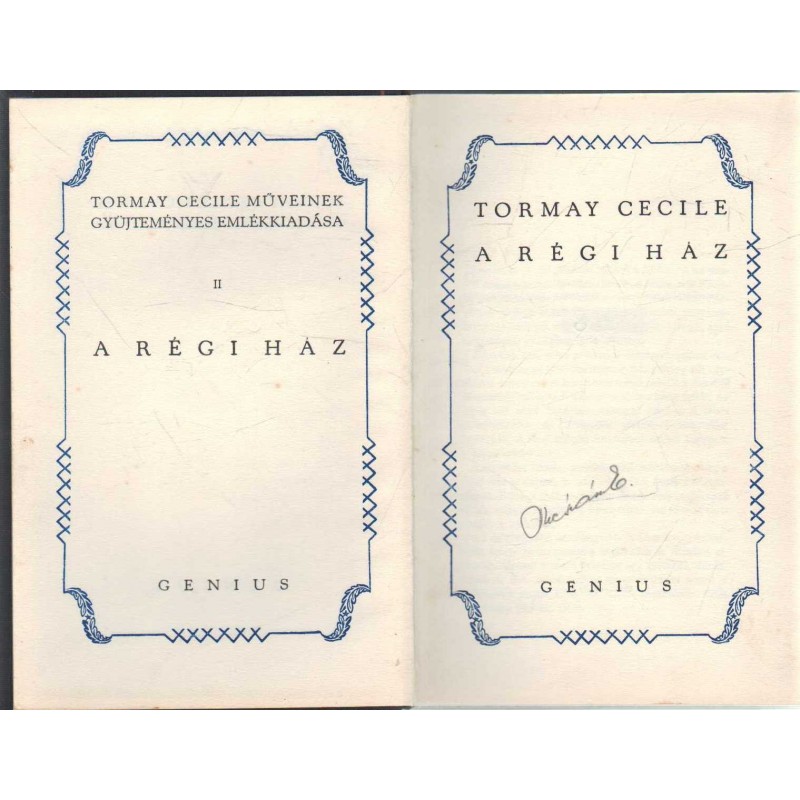 TORMAY CECILE MŰVEINEK
GYŰJTEMÉNYES EMLÉKKIADÁSA
II
A RÉGI HÁZ
GENIUS
TORMAY CECILE
A RÉGI HÁZ
GENIUS